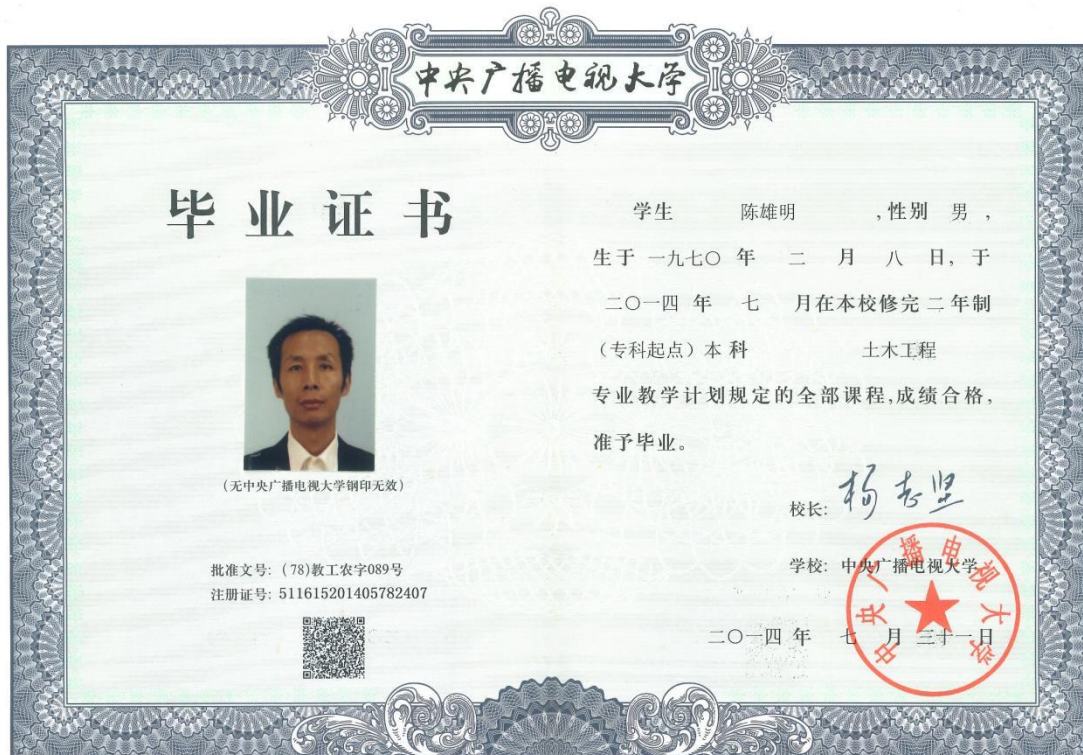 中央广播电视大学
毕业证书
(无中央广播电视大学钢印无效)
批准文号: (78)教工农字089号
注册证号: 511615201405782407
学生 陈雄明 ,性别 男 ,
生于 一九七〇 年 二 月 八 日, 于
二〇一四 年 七 月在本校修完 二 年制
（专科起点）本 科 土木工程
专业教学计划规定的全部课程,成绩合格,
准予毕业。
校长: 杨志坚
学校: 中央广播电视大学
二〇一四 年 七 月 三十一日
中央广播电视大学